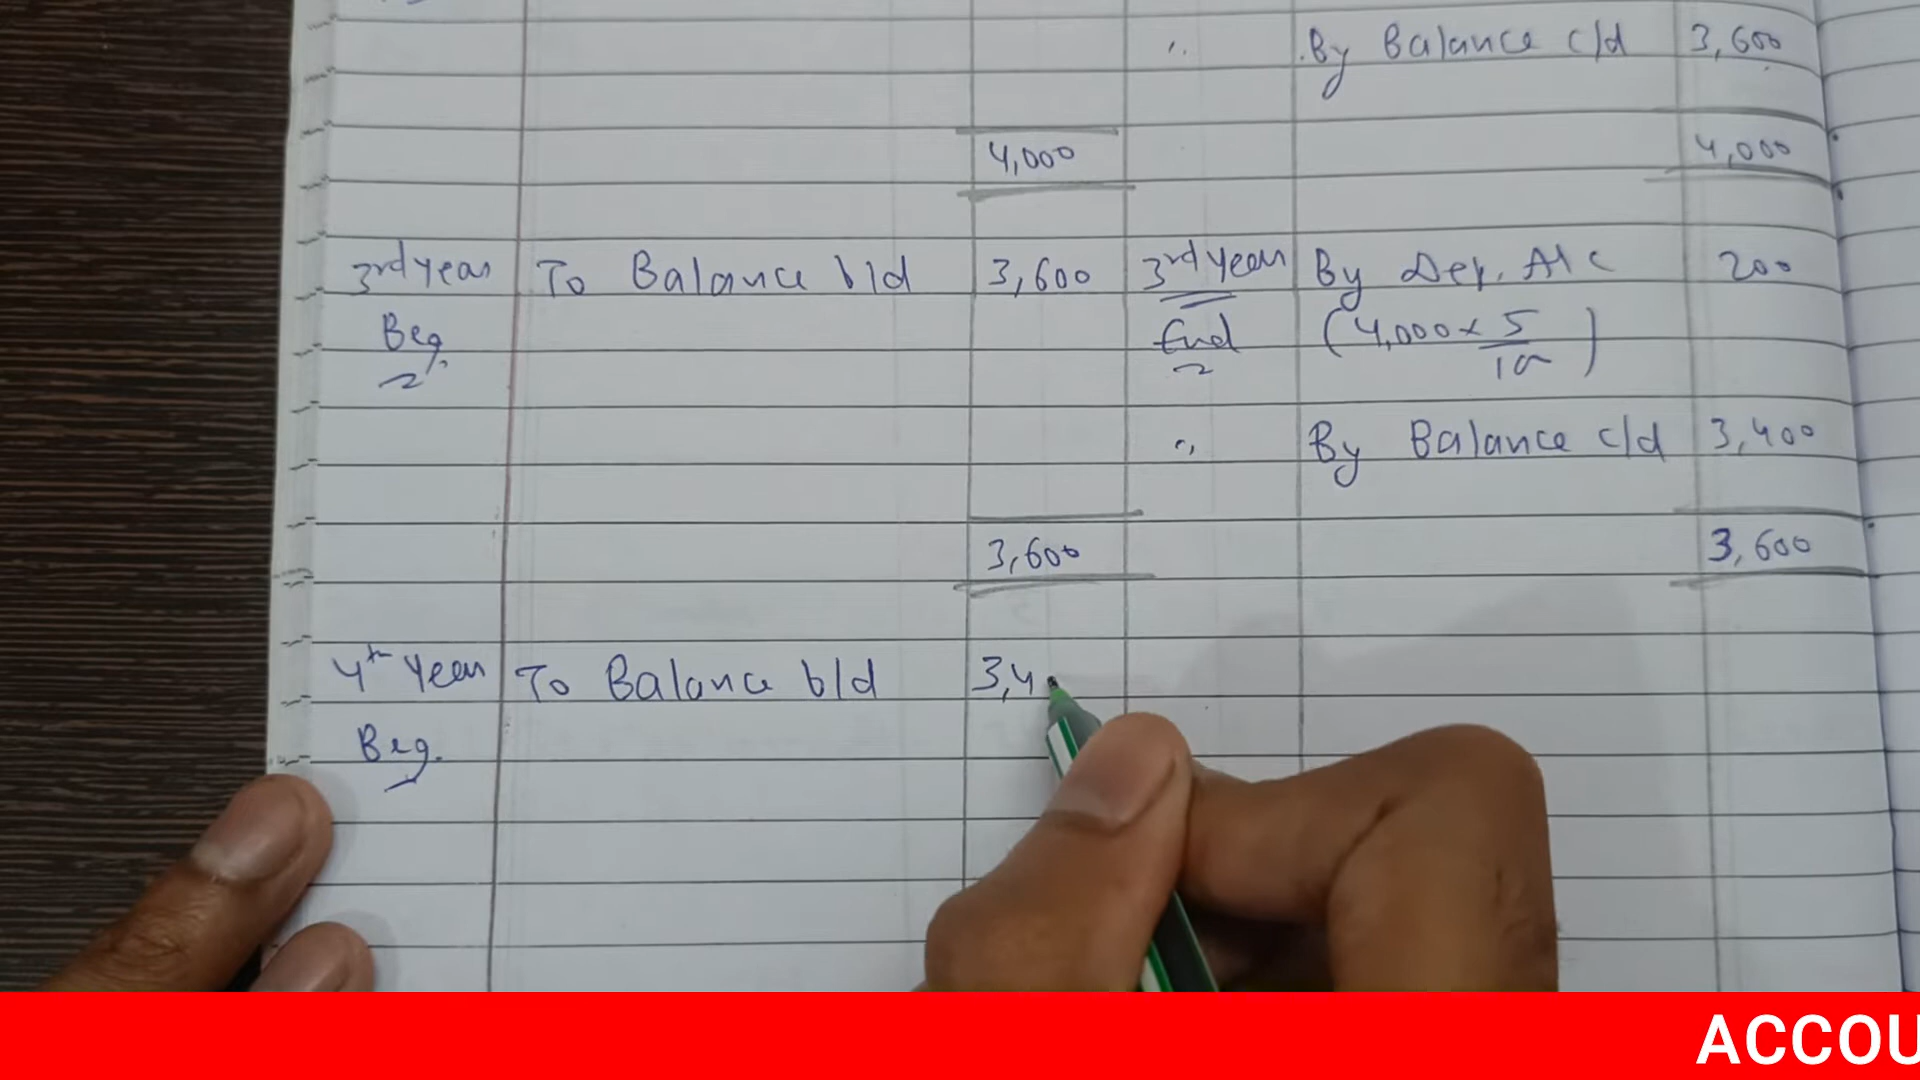 By Balance c/d 3,600
4,000 4,000
3rd year To Balance b/d 3,600 3rd year By Dep. A/c 200
Beg. End (4,000 x 5/100)
" By Balance c/d 3,400
3,600 3,600
4th Year To Balance b/d 3,4
Beg.
ACCOU